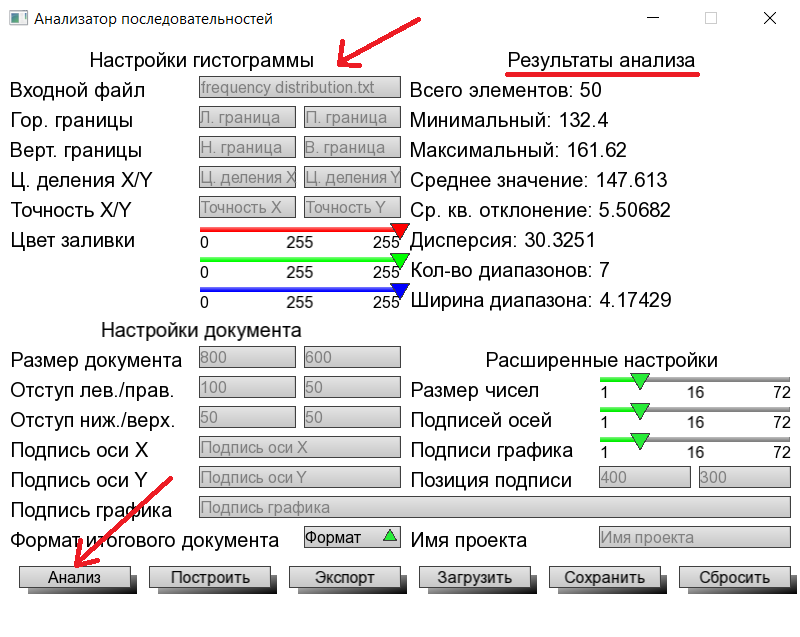 Анализатор последовательностей
Настройки гистограммы
Результаты анализа
Входной файл
frequency distribution.txt
Всего элементов: 50
Гор. границы
Л. граница
П. граница
Минимальный: 132.4
Верт. границы
Н. граница
В. граница
Максимальный: 161.62
Ц. деления X/Y
Ц. деления X
Ц. деления Y
Среднее значение: 147.613
Точность X/Y
Точность X
Точность Y
Ср. кв. отклонение: 5.50682
Цвет заливки
0 255 255
Дисперсия: 30.3251
0 255 255
Кол-во диапазонов: 7
0 255 255
Ширина диапазона: 4.17429
Настройки документа
Размер документа
800
600
Расширенные настройки
Отступ лев./прав.
100
50
Размер чисел
1 16 72
Отступ ниж./верх.
50
50
Подписей осей
1 16 72
Подпись оси X
Подпись оси X
Подписи графика
1 16 72
Подпись оси Y
Подпись оси Y
Позиция подписи
400
300
Подпись графика
Подпись графика
Формат итогового документа
Формат
Имя проекта
Имя проекта
Анализ
Построить
Экспорт
Загрузить
Сохранить
Сбросить